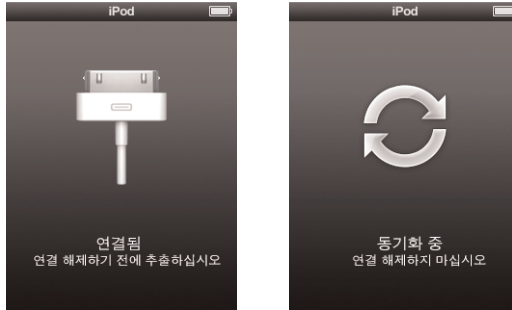 iPod
연결됨
연결 해제하기 전에 추출하십시오
iPod
동기화 중
연결 해제하지 마십시오